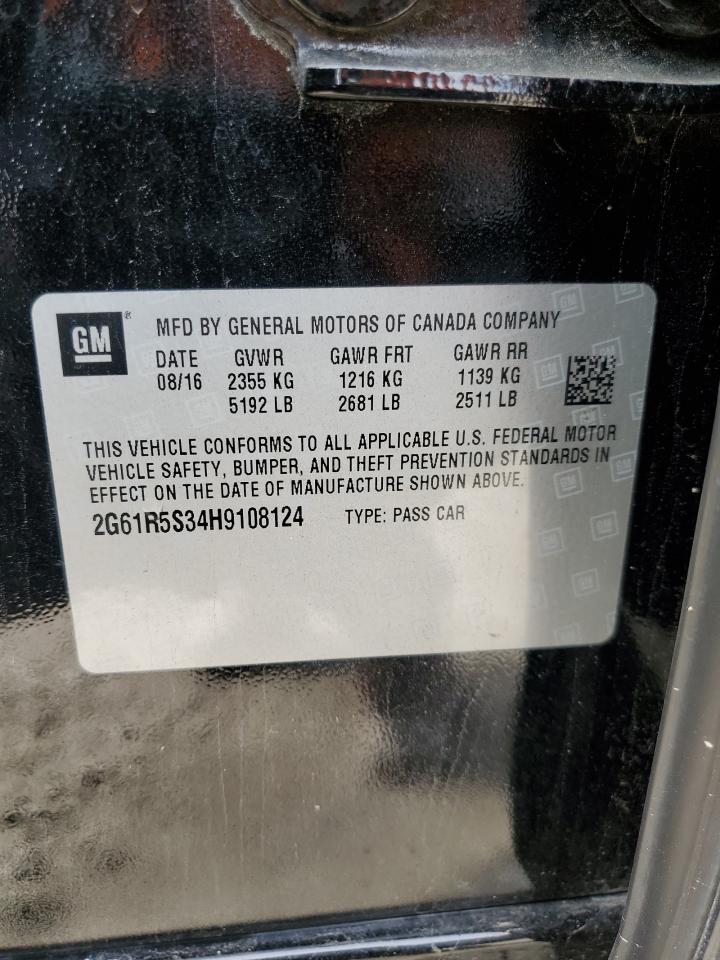 GM ® MFD BY GENERAL MOTORS OF CANADA COMPANY
DATE GVWR GAWR FRT GAWR RR
08/16 2355 KG 1216 KG 1139 KG
5192 LB 2681 LB 2511 LB
THIS VEHICLE CONFORMS TO ALL APPLICABLE U.S. FEDERAL MOTOR
VEHICLE SAFETY, BUMPER, AND THEFT PREVENTION STANDARDS IN
EFFECT ON THE DATE OF MANUFACTURE SHOWN ABOVE.
2G61R5S34H9108124 TYPE: PASS CAR